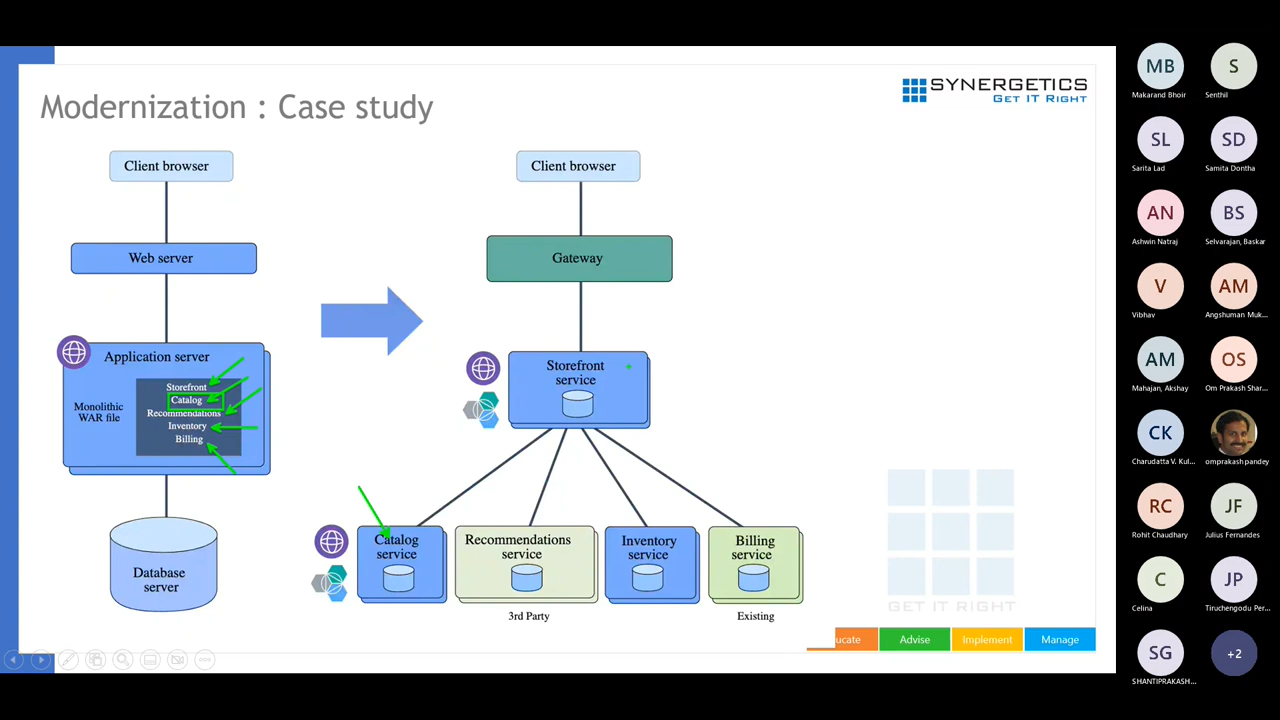 Modernization : Case study
SYNERGETICS
GET IT RIGHT
Client browser
Web server
Application server
Monolithic
WAR file
Storefront
Catalog
Recommendations
Inventory
Billing
Database
server
Client browser
Gateway
Storefront
service
Catalog
service
Recommendations
service
Inventory
service
Billing
service
3rd Party
Existing
GET IT RIGHT
ucate
Advise
Implement
Manage
MB
Makarand Bhoir
S
Senthil
SL
Sarita Lad
SD
Samita Dontha
AN
Ashwin Natraj
BS
Selvarajan, Baskar
V
Vibhav
AM
Angshuman Muk...
AM
Mahajan, Akshay
OS
Om Prakash Shar...
CK
Charudatta V. Kul...
omprakash pandey
RC
Rohit Chaudhary
JF
Julius Fernandes
C
Celina
JP
Tiruchengodu Per...
SG
SHANTIPRAKASH...
+2